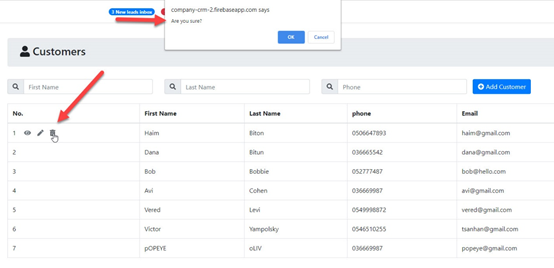 company-crm-2.firebaseapp.com says
3 New leads inbox
Are you sure?
OK Cancel
Customers
First Name Last Name Phone Add Customer
No. First Name Last Name phone Email
1 Haim Biton 0506647893 haim@gmail.com
2 Dana Bitun 036665542 dana@gmail.com
3 Bob Bobbie 052777487 bob@hello.com
4 Avi Cohen 036669987 avi@gmail.com
5 Vered Levi 0549998872 vered@gmail.com
6 Victor Yampolsky 0546510255 tsanhan@gmail.com
7 pOPEYE oLIV 036669987 popeye@gmail.com